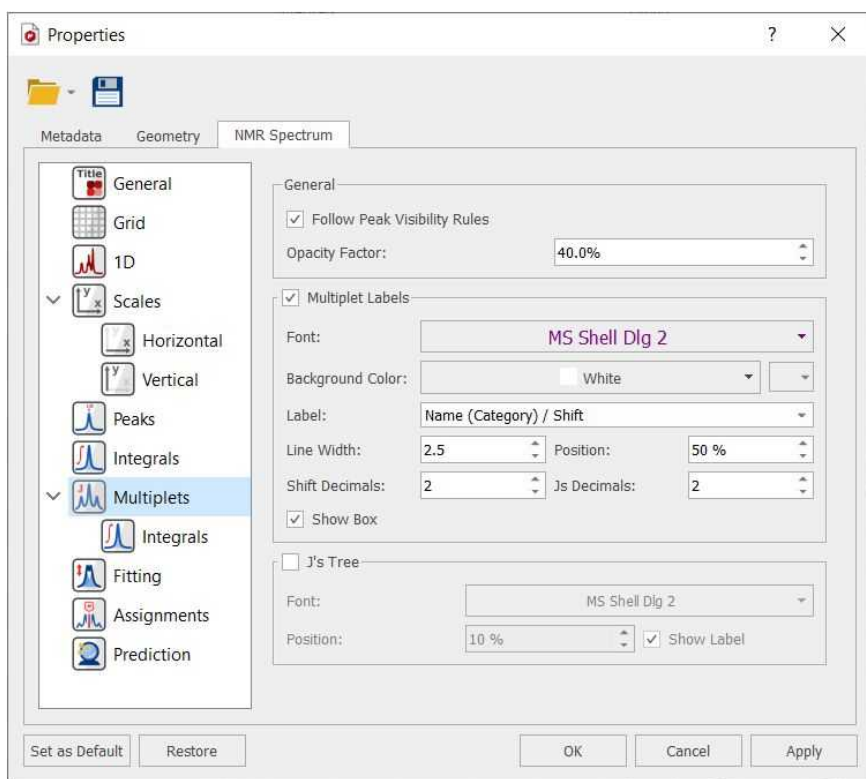 Properties
?
Metadata
Geometry
NMR Spectrum
Title
General
Grid
1D
Scales
Horizontal
Vertical
Peaks
Integrals
Multiplets
Integrals
Fitting
Assignments
Prediction
General
Follow Peak Visibility Rules
Opacity Factor: 40.0%
Multiplet Labels
Font: MS Shell Dlg 2
Background Color: White
Label: Name (Category) / Shift
Line Width: 2.5 Position: 50 %
Shift Decimals: 2 Js Decimals: 2
Show Box
J's Tree
Font: MS Shell Dlg 2
Position: 10 % Show Label
Set as Default Restore OK Cancel Apply